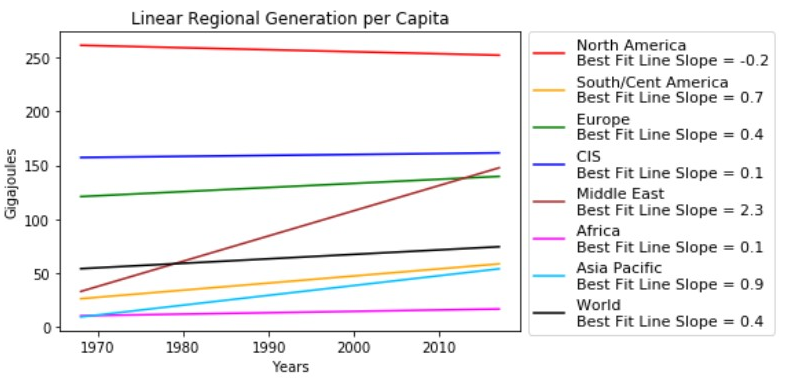 Linear Regional Generation per Capita
Gigajoules
250
200
150
100
50
0
1970 1980 1990 2000 2010
Years
North America
Best Fit Line Slope = -0.2
South/Cent America
Best Fit Line Slope = 0.7
Europe
Best Fit Line Slope = 0.4
CIS
Best Fit Line Slope = 0.1
Middle East
Best Fit Line Slope = 2.3
Africa
Best Fit Line Slope = 0.1
Asia Pacific
Best Fit Line Slope = 0.9
World
Best Fit Line Slope = 0.4